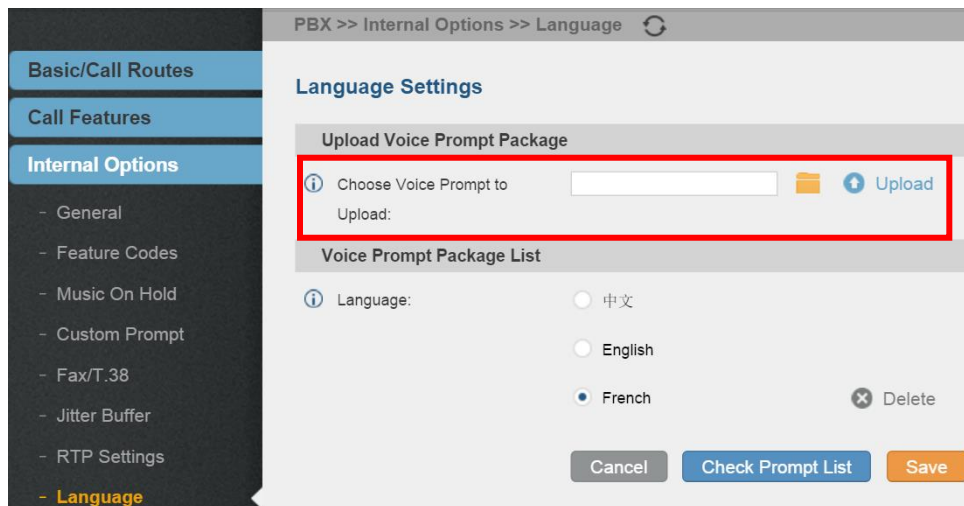 PBX >> Internal Options >> Language
Basic/Call Routes
Call Features
Internal Options
- General
- Feature Codes
- Music On Hold
- Custom Prompt
- Fax/T.38
- Jitter Buffer
- RTP Settings
- Language
Language Settings
Upload Voice Prompt Package
Choose Voice Prompt to
Upload:
Upload
Voice Prompt Package List
Language:
中文
English
French
Delete
Cancel
Check Prompt List
Save